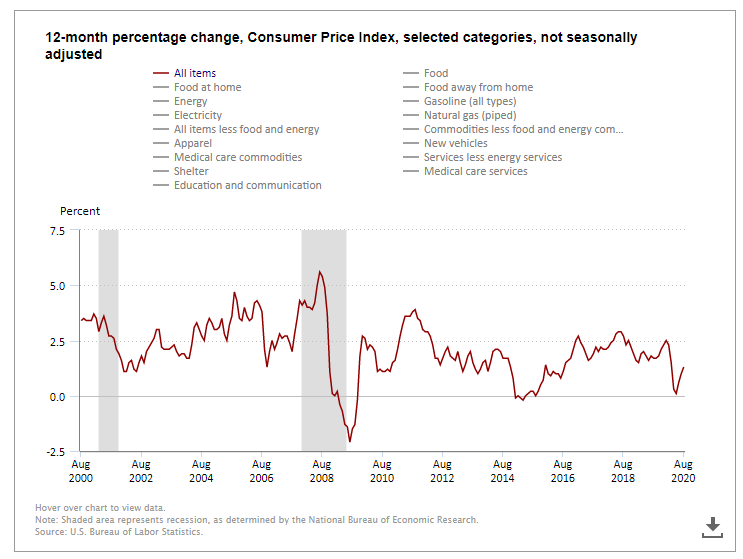 12-month percentage change, Consumer Price Index, selected categories, not seasonally
adjusted
All items
Food
Food at home
Food away from home
Energy
Gasoline (all types)
Electricity
Natural gas (piped)
All items less food and energy
Commodities less food and energy com...
Apparel
New vehicles
Medical care commodities
Services less energy services
Shelter
Medical care services
Education and communication
Percent
7.5
5.0
2.5
0.0
-2.5
Aug Aug Aug Aug Aug Aug Aug Aug Aug Aug Aug
2000 2002 2004 2006 2008 2010 2012 2014 2016 2018 2020
Hover over chart to view data.
Note: Shaded area represents recession, as determined by the National Bureau of Economic Research.
Source: U.S. Bureau of Labor Statistics.